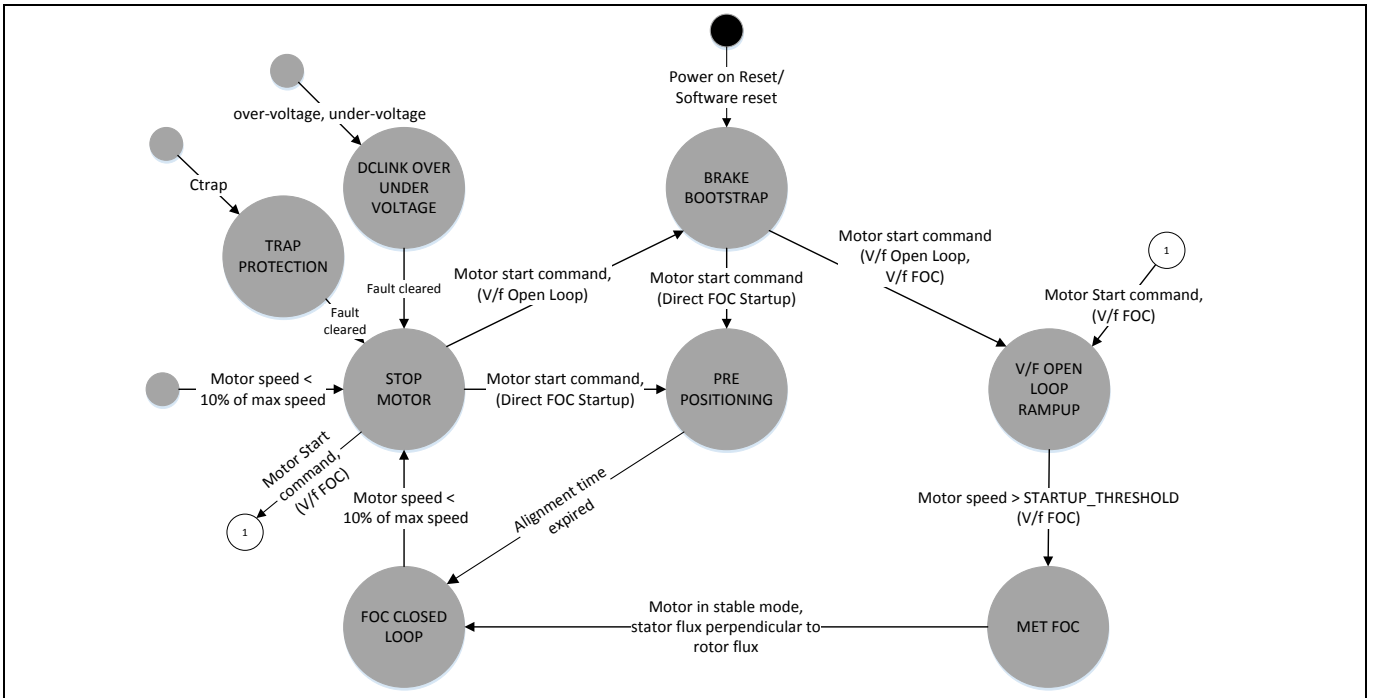 Power on Reset/
Software reset
over-voltage, under-voltage
DCLINK OVER
UNDER
VOLTAGE
BRAKE
BOOTSTRAP
Ctrap
TRAP
PROTECTION
Motor start command
(V/f Open Loop,
V/f FOC)
1
Motor start command,
(V/f Open Loop)
Motor start command
(Direct FOC Startup)
Fault cleared
Fault
cleared
Motor Start command,
(V/f FOC)
Motor speed <
10% of max speed
STOP
MOTOR
Motor start command,
(Direct FOC Startup)
PRE
POSITIONING
V/F OPEN
LOOP
RAMPUP
Motor Start
command,
(V/f FOC)
1
Motor speed <
10% of max speed
Alignment time
expired
Motor speed > STARTUP_THRESHOLD
(V/f FOC)
FOC CLOSED
LOOP
Motor in stable mode,
stator flux perpendicular to
rotor flux
MET FOC